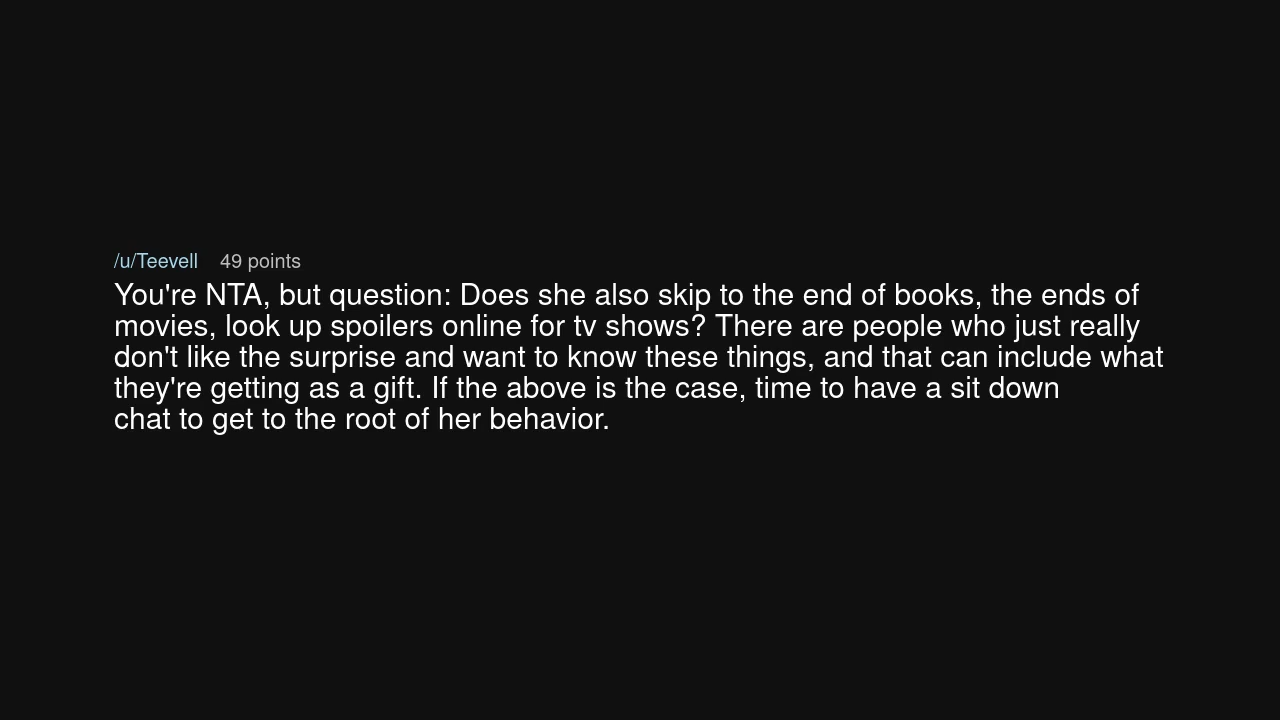 /u/Teevell 49 points
You're NTA, but question: Does she also skip to the end of books, the ends of
movies, look up spoilers online for tv shows? There are people who just really
don't like the surprise and want to know these things, and that can include what
they're getting as a gift. If the above is the case, time to have a sit down
chat to get to the root of her behavior.